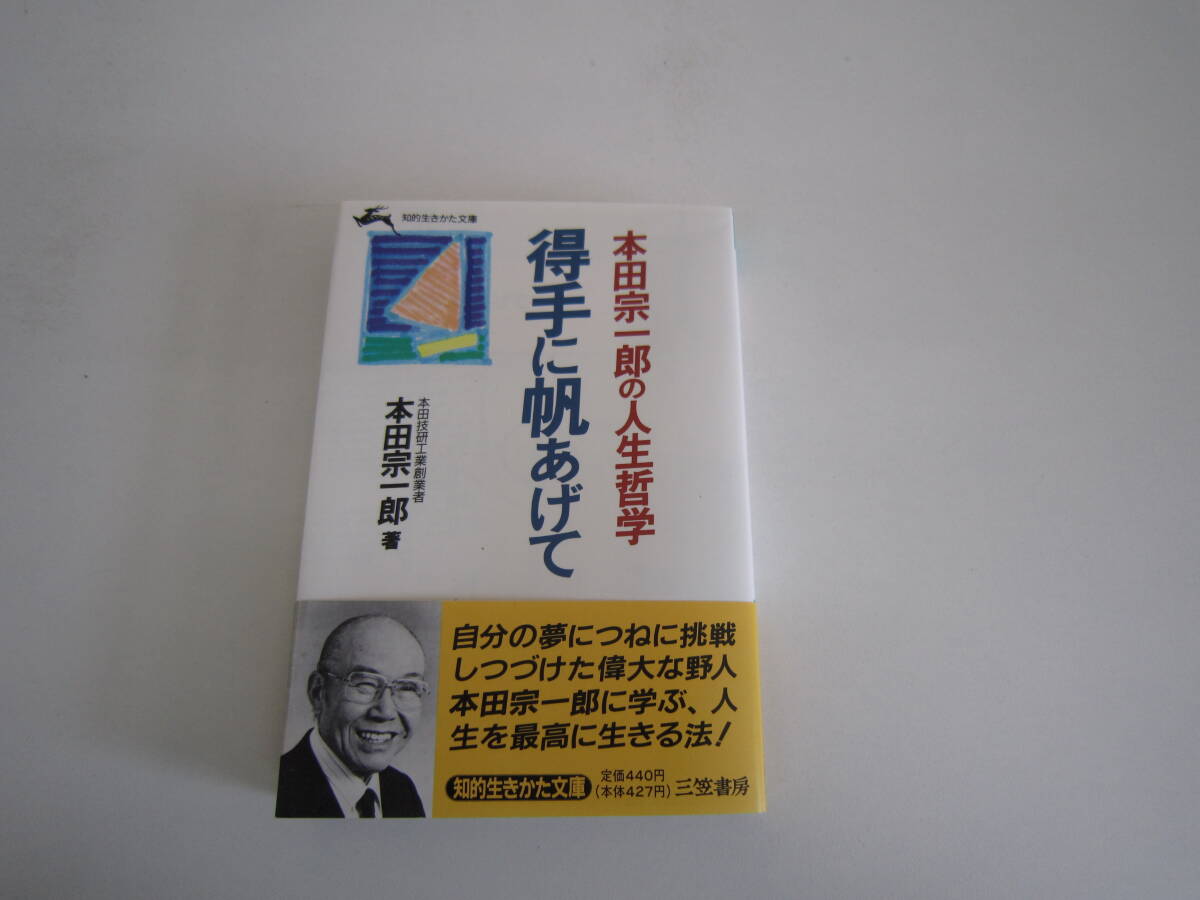 知的生きかた文庫
本田宗一郎の人生哲学
得手に帆あげて
本田技研工業創業者
本田宗一郎 著
自分の夢につねに挑戦
しつづけた偉大な野人
本田宗一郎に学ぶ、人
生を最高に生きる法!
知的生きかた文庫
定価440円
(本体427円)
三笠書房